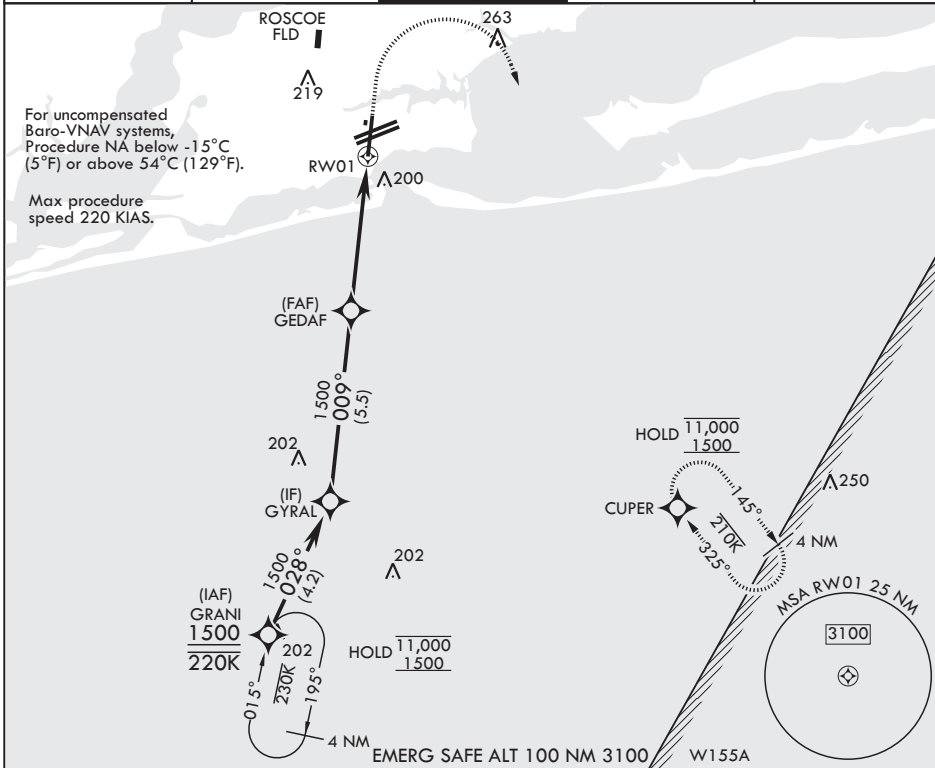 ROSCOE
FLD
263
219
For uncompensated
Baro-VNAV systems,
Procedure NA below -15°C
(5°F) or above 54°C (129°F).
RW01
200
Max procedure
speed 220 KIAS.
(FAF)
GEDAF
1500
009°
(5.5)
HOLD 11,000
1500
202
250
(IF)
GYRAL
CUPER
145°
210K
325°
4 NM
202
1500
028°
(4.2)
(IAF)
GRANI
1500
220K
202
HOLD 11,000
1500
015°
230K
195°
4 NM
MSA RW01 25 NM
3100
EMERG SAFE ALT 100 NM 3100
W155A